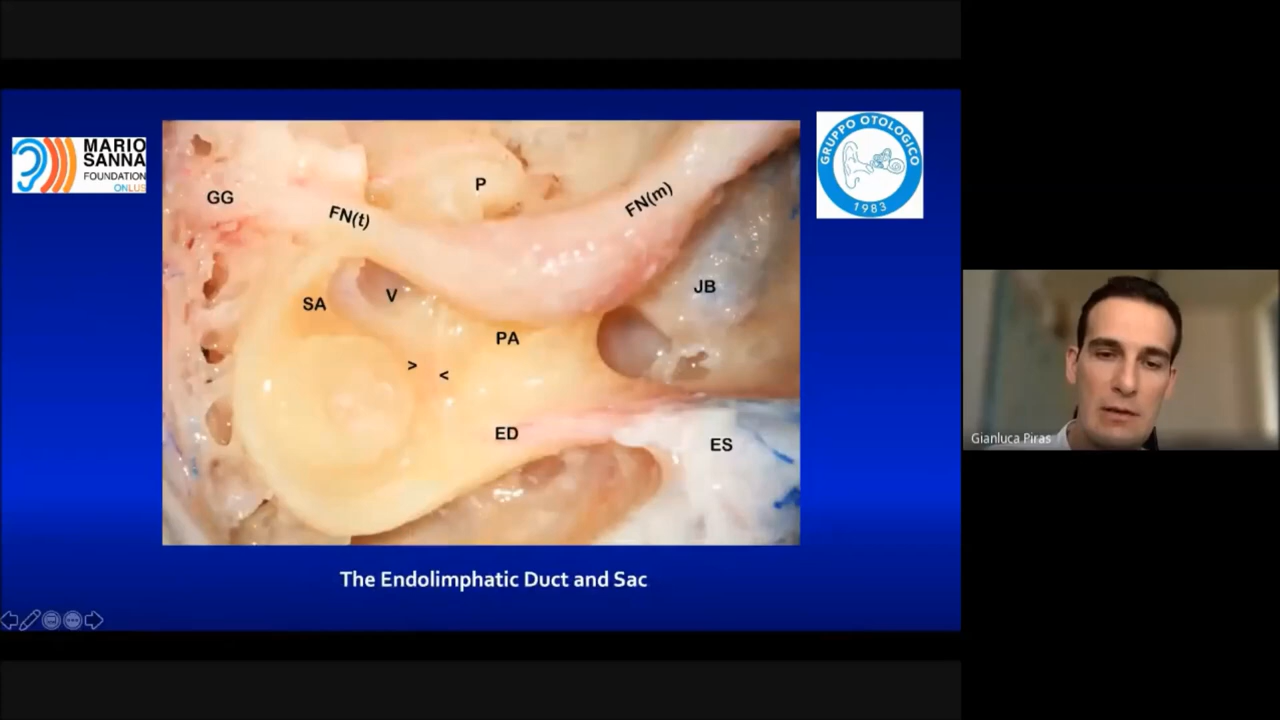 MARIO
SANNA
FOUNDATION
ONLUS
GRUPPO OTOLOGICO
1983
GG
FN(t)
P
FN(m)
SA
V
JB
PA
> <
ED
ES
The Endolimphatic Duct and Sac
Gianluca Piras